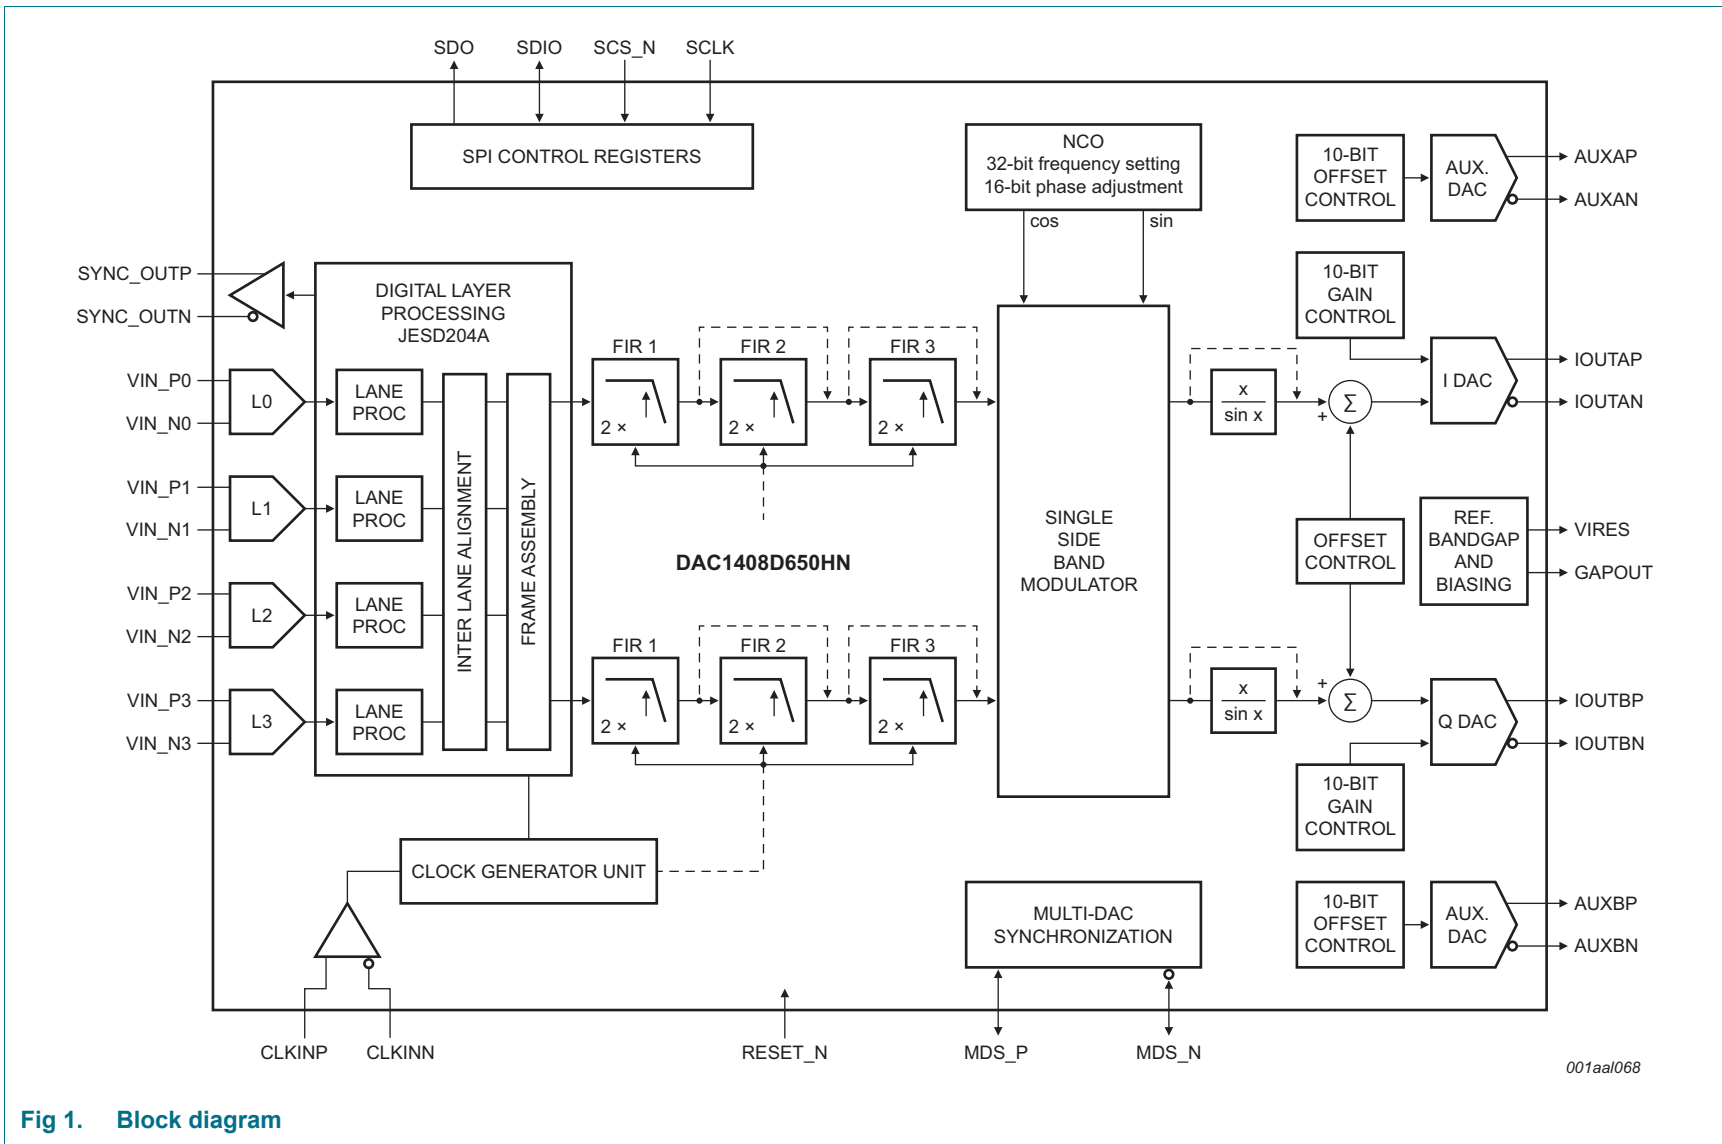 SDO SDIO SCS_N SCLK
SPI CONTROL REGISTERS
NCO
32-bit frequency setting
16-bit phase adjustment
cos sin
10-BIT
OFFSET
CONTROL
AUX.
DAC
AUXAP
AUXAN
SYNC_OUTP
SYNC_OUTN
DIGITAL LAYER
PROCESSING
JESD204A
10-BIT
GAIN
CONTROL
VIN_P0
VIN_N0
L0
LANE
PROC
VIN_P1
VIN_N1
L1
LANE
PROC
VIN_P2
VIN_N2
L2
LANE
PROC
VIN_P3
VIN_N3
L3
LANE
PROC
INTER LANE ALIGNMENT
FRAME ASSEMBLY
FIR 1 FIR 2 FIR 3
2 × 2 × 2 ×
DAC1408D650HN
FIR 1 FIR 2 FIR 3
2 × 2 × 2 ×
SINGLE
SIDE
BAND
MODULATOR
x
sin x
+
Σ
I DAC
IOUTAP
IOUTAN
OFFSET
CONTROL
REF.
BANDGAP
AND
BIASING
VIRES
GAPOUT
x
sin x
+
Σ
Q DAC
IOUTBP
IOUTBN
10-BIT
GAIN
CONTROL
CLOCK GENERATOR UNIT
MULTI-DAC
SYNCHRONIZATION
10-BIT
OFFSET
CONTROL
AUX.
DAC
AUXBP
AUXBN
CLKINP CLKINN RESET_N MDS_P MDS_N
001aal068
Fig 1. Block diagram